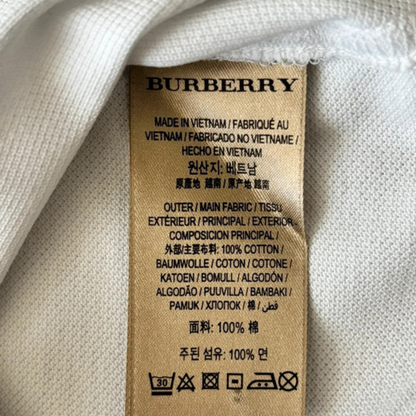 BURBERRY
MADE IN VIETNAM / FABRIQUÉ AU
VIETNAM / FABRICADO NO VIETNAME /
HECHO EN VIETNAM
원산지: 베트남
原産地 越南 / 原产地 越南
OUTER / MAIN FABRIC / TISSU
EXTÉRIEUR / PRINCIPAL / EXTERIOR
COMPOSICION PRINCIPAL /
外部/主要布料: 100% COTTON /
BAUMWOLLE / COTON / COTONE /
KATOEN / BOMULL / ALGODÓN /
ALGODÃO / PUUVILLA / BAMBAKI /
PAMUK / ХЛОПОК / 棉 / قطن /
面料: 100% 棉
주된 섬유: 100% 면
30